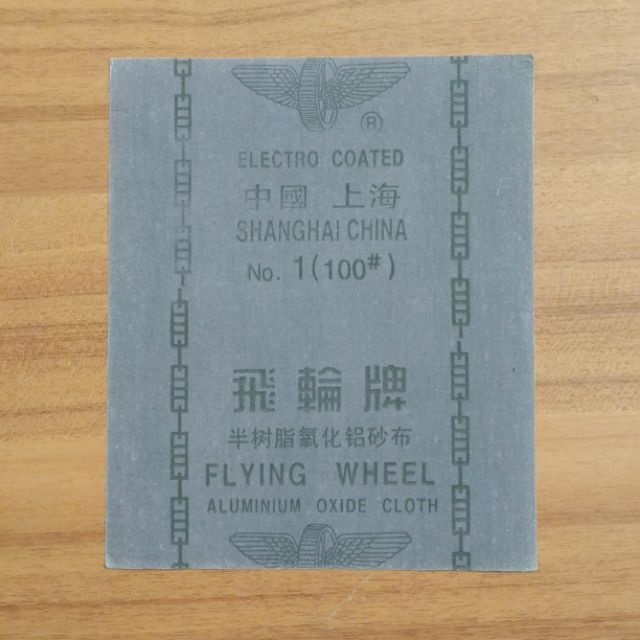 ®
ELECTRO COATED
中國 上海
SHANGHAI CHINA
No. 1(100#)
飛輪牌
半树脂氧化铝砂布
FLYING WHEEL
ALUMINIUM OXIDE CLOTH